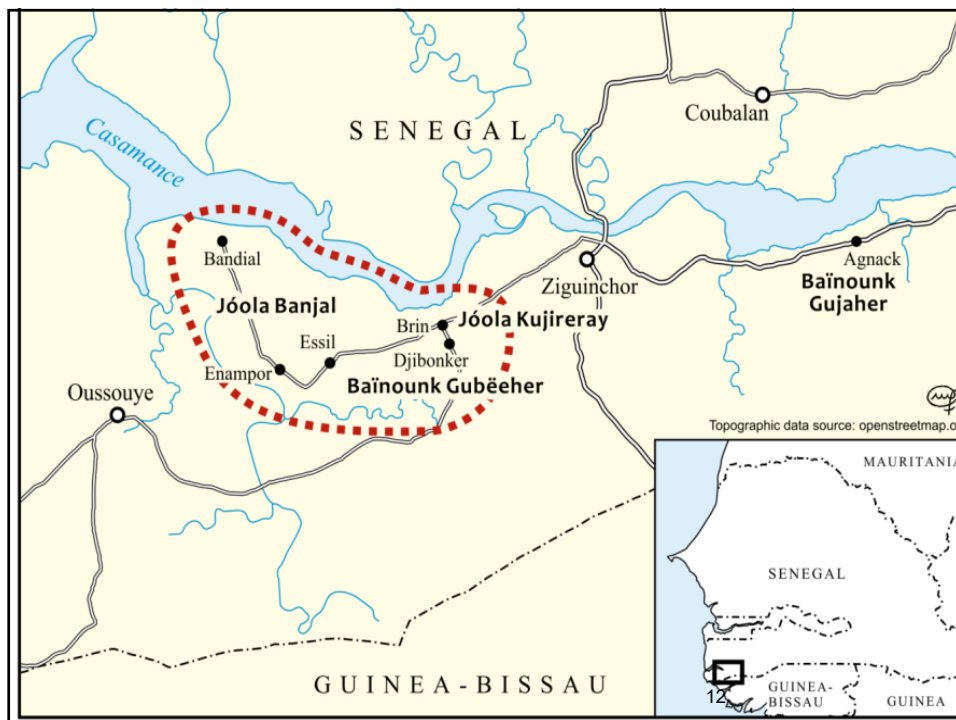 SENEGAL
Coubalan
Casamance
Bandial
Agnack
Baïnounk
Gujaher
Ziguinchor
Jóola Banjal
Jóola Kujireray
Brin
Essil
Djibonker
Enampor
Baïnounk Gubëeher
Oussouye
Topographic data source: openstreetmap.o
MAURITANIA
SENEGAL
GUINEA-BISSAU
12
GUINEA-
BISSAU
GUINEA